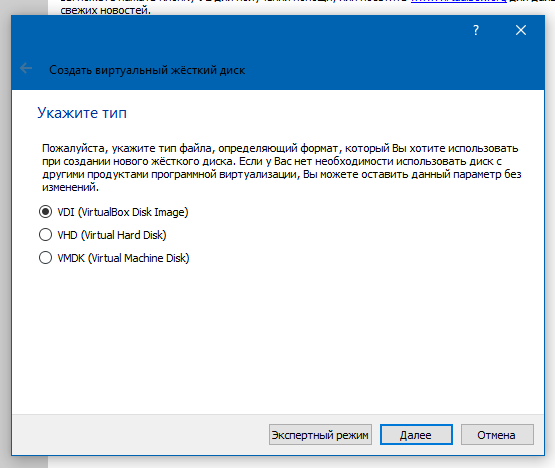 свежих новостей.
?
Создать виртуальный жёсткий диск
Укажите тип
Пожалуйста, укажите тип файла, определяющий формат, который Вы хотите использовать
при создании нового жёсткого диска. Если у Вас нет необходимости использовать диск с
другими продуктами программной виртуализации, Вы можете оставить данный параметр без
изменений.
VDI (VirtualBox Disk Image)
VHD (Virtual Hard Disk)
VMDK (Virtual Machine Disk)
Экспертный режим
Далее
Отмена